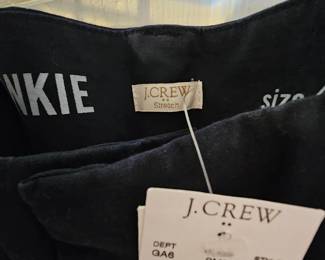 NKIE
J.CREW
Stretch
size
J.CREW
DEPT
GA6